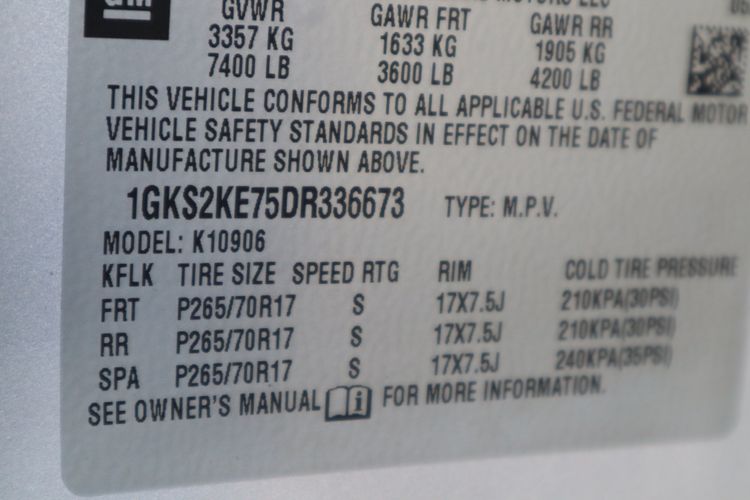 GM
MOTORS LLC
GVWR GAWR FRT GAWR RR
3357 KG 1633 KG 1905 KG
7400 LB 3600 LB 4200 LB
THIS VEHICLE CONFORMS TO ALL APPLICABLE U.S. FEDERAL MOTOR
VEHICLE SAFETY STANDARDS IN EFFECT ON THE DATE OF
MANUFACTURE SHOWN ABOVE.
1GKS2KE75DR336673 TYPE: M.P.V.
MODEL: K10906
KFLK TIRE SIZE SPEED RTG RIM COLD TIRE PRESSURE
FRT P265/70R17 S 17X7.5J 210KPA(30PSI)
RR P265/70R17 S 17X7.5J 210KPA(30PSI)
SPA P265/70R17 S 17X7.5J 240KPA(35PSI)
SEE OWNER'S MANUAL i FOR MORE INFORMATION.